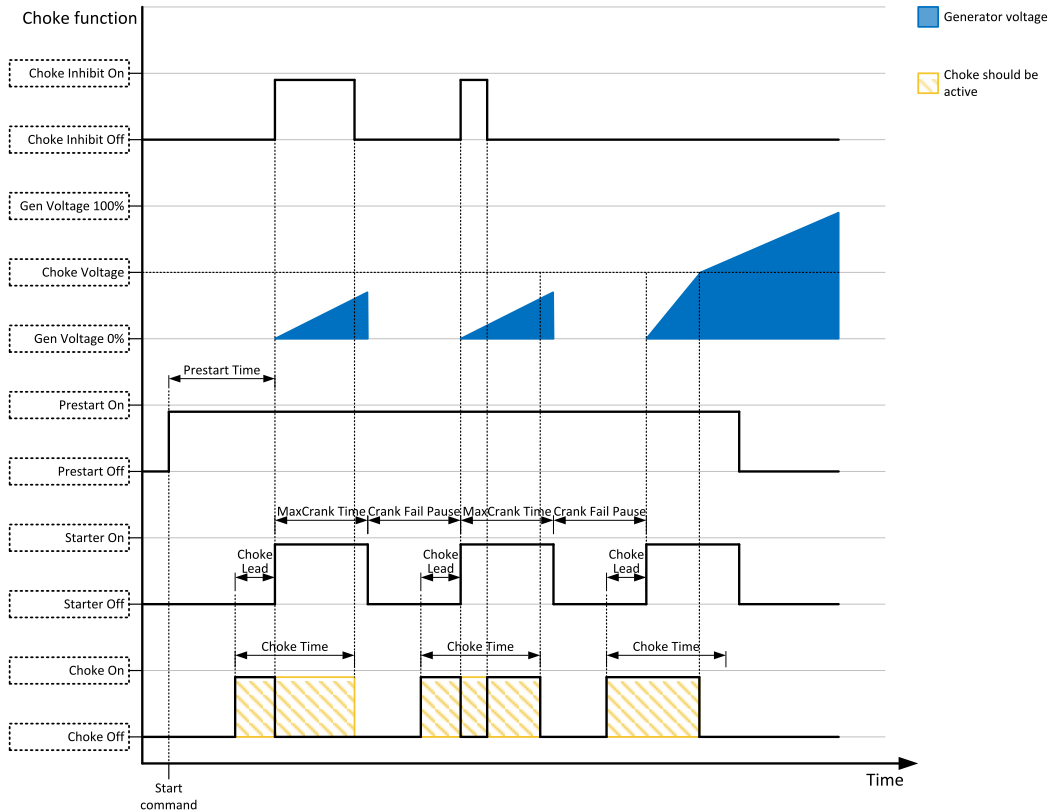 Choke function
Generator voltage
Choke should be
active
Choke Inhibit On
Choke Inhibit Off
Gen Voltage 100%
Choke Voltage
Gen Voltage 0%
Prestart Time
Prestart On
Prestart Off
MaxCrank Time
Crank Fail Pause
MaxCrank Time
Crank Fail Pause
Starter On
Choke
Lead
Choke
Lead
Choke
Lead
Starter Off
Choke Time
Choke Time
Choke Time
Choke On
Choke Off
Time
Start
command